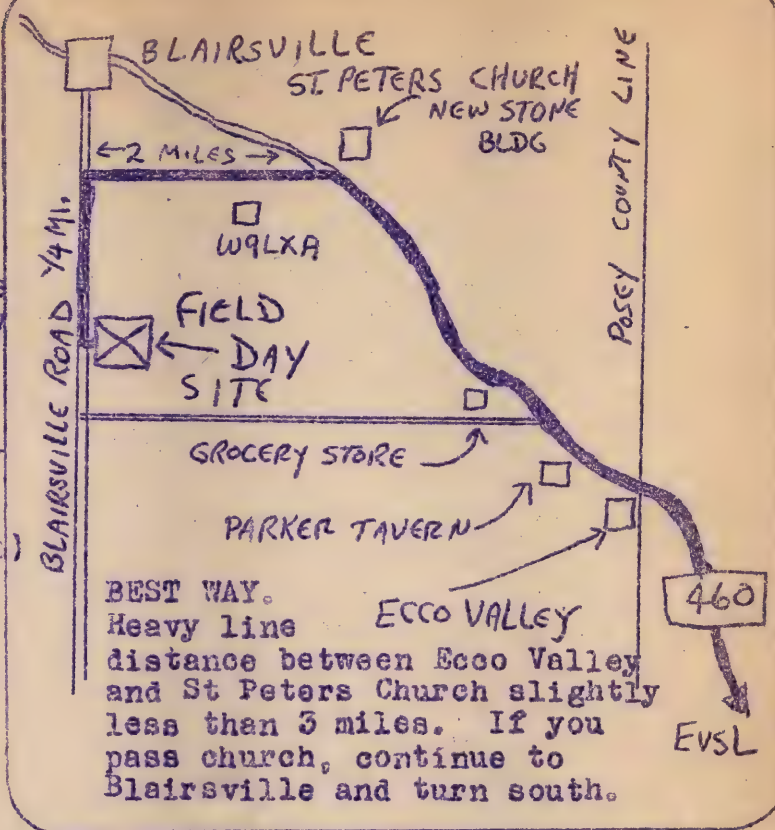 BLAIRSVILLE
ST. PETERS CHURCH
NEW STONE
BLDG
POSEY COUNTY LINE
←2 MILES→
W9LXA
BLAIRSVILLE ROAD 1/4 MI.
FIELD
DAY
SITE
GROCERY STORE
PARKER TAVERN
ECCO VALLEY
460
EVSL
BEST WAY.
Heavy line
distance between Ecco Valley
and St Peters Church slightly
less than 3 miles. If you
pass church, continue to
Blairsville and turn south.